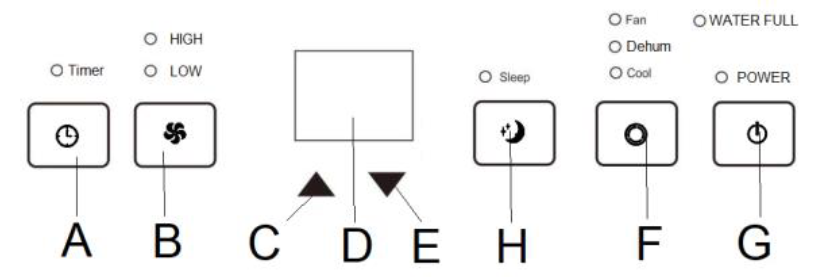 Fan
WATER FULL
HIGH
Dehum
Timer
LOW
Sleep
Cool
POWER
A
B
C
D
E
H
F
G